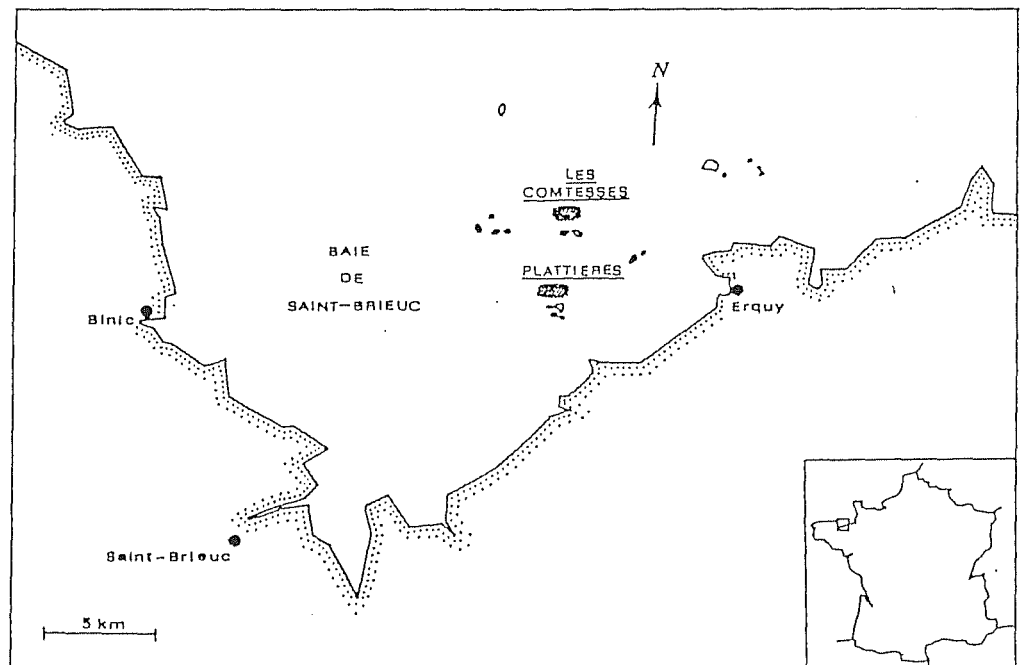 N
LES
COMTESSES
BAIE
DE
SAINT-BRIEUC
PLATTIERES
Binic
Erquy
Saint-Brieuc
5 km